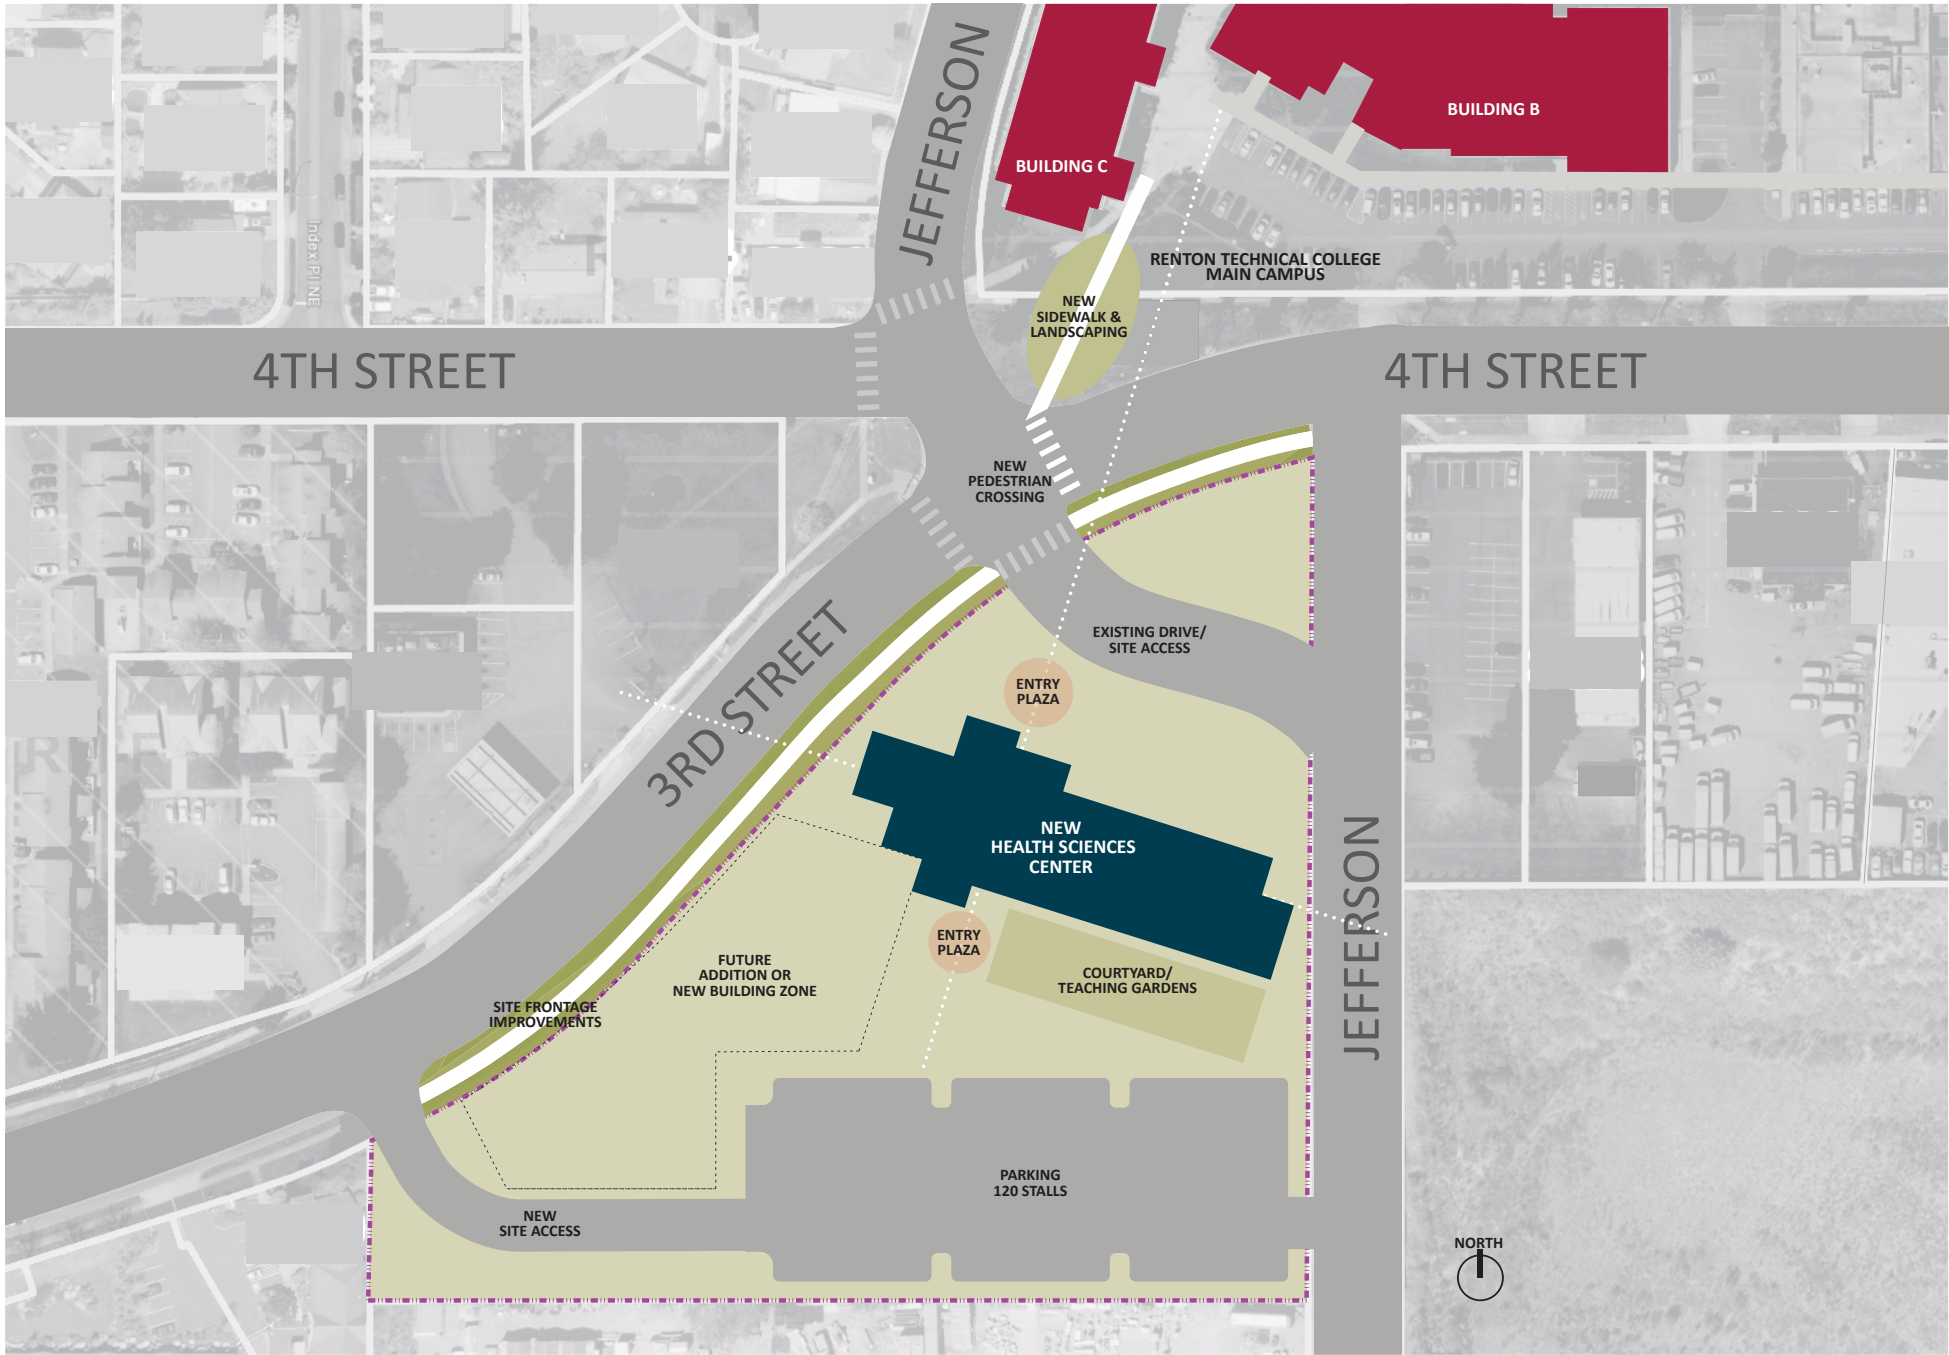 JEFFERSON
BUILDING B
BUILDING C
Index Pl NE
RENTON TECHNICAL COLLEGE
MAIN CAMPUS
NEW
SIDEWALK &
LANDSCAPING
4TH STREET
4TH STREET
NEW
PEDESTRIAN
CROSSING
EXISTING DRIVE/
SITE ACCESS
3RD STREET
ENTRY
PLAZA
NEW
HEALTH SCIENCES
CENTER
JEFFERSON
ENTRY
PLAZA
FUTURE
ADDITION OR
NEW BUILDING ZONE
COURTYARD/
TEACHING GARDENS
SITE FRONTAGE
IMPROVEMENTS
PARKING
120 STALLS
NEW
SITE ACCESS
NORTH